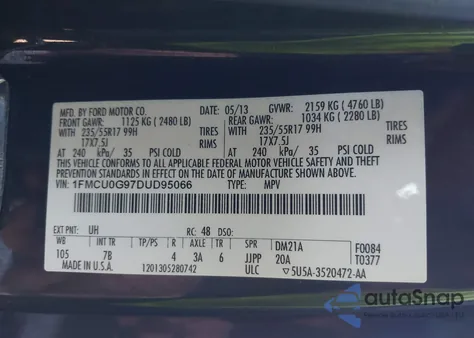 MFD. BY FORD MOTOR CO.
DATE: 05/13 GVWR: 2159 KG ( 4760 LB)
FRONT GAWR: 1125 KG ( 2480 LB) REAR GAWR: 1034 KG ( 2280 LB)
WITH 235/55R17 99H TIRES WITH 235/55R17 99H TIRES
17X7.5J RIMS 17X7.5J RIMS
AT 240 kPa/ 35 PSI COLD AT 240 kPa/ 35 PSI COLD
THIS VEHICLE CONFORMS TO ALL APPLICABLE FEDERAL MOTOR VEHICLE SAFETY AND THEFT PREVENTION STANDARDS IN EFFECT ON THE DATE OF MANUFACTURE SHOWN ABOVE.
VIN: 1FMCU0G97DUD95066 TYPE: MPV
EXT PNT: UH RC: 48 DSO:
WB INT TR TP/PS R AXLE TR SPR DM21A F0084
105 7B 4 3A 6 JJPP 20A T0377
MADE IN U.S.A. 1201305280742 ULC 5U5A-3520472-AA
autoSnap